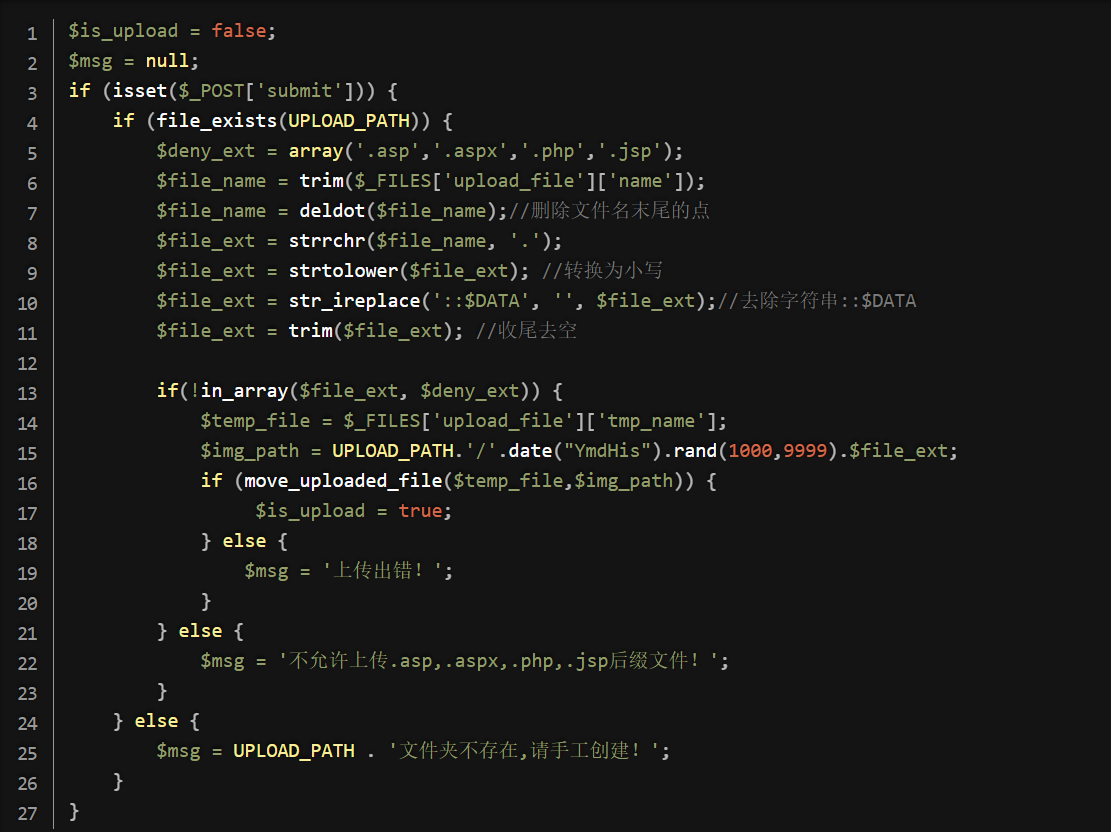 1 $is_upload = false;
2 $msg = null;
3 if (isset($_POST['submit'])) {
4     if (file_exists(UPLOAD_PATH)) {
5         $deny_ext = array('.asp','.aspx','.php','.jsp');
6         $file_name = trim($_FILES['upload_file']['name']);
7         $file_name = deldot($file_name);//删除文件名末尾的点
8         $file_ext = strrchr($file_name, '.');
9         $file_ext = strtolower($file_ext); //转换为小写
10         $file_ext = str_ireplace('::$DATA', '', $file_ext);//去除字符串::$DATA
11         $file_ext = trim($file_ext); //收尾去空
12
13         if(!in_array($file_ext, $deny_ext)) {
14             $temp_file = $_FILES['upload_file']['tmp_name'];
15             $img_path = UPLOAD_PATH.'/'.date("YmdHis").rand(1000,9999).$file_ext;
16             if (move_uploaded_file($temp_file,$img_path)) {
17                  $is_upload = true;
18             } else {
19                 $msg = '上传出错！';
20             }
21         } else {
22             $msg = '不允许上传.asp,.aspx,.php,.jsp后缀文件！';
23         }
24     } else {
25         $msg = UPLOAD_PATH . '文件夹不存在,请手工创建！';
26     }
27 }